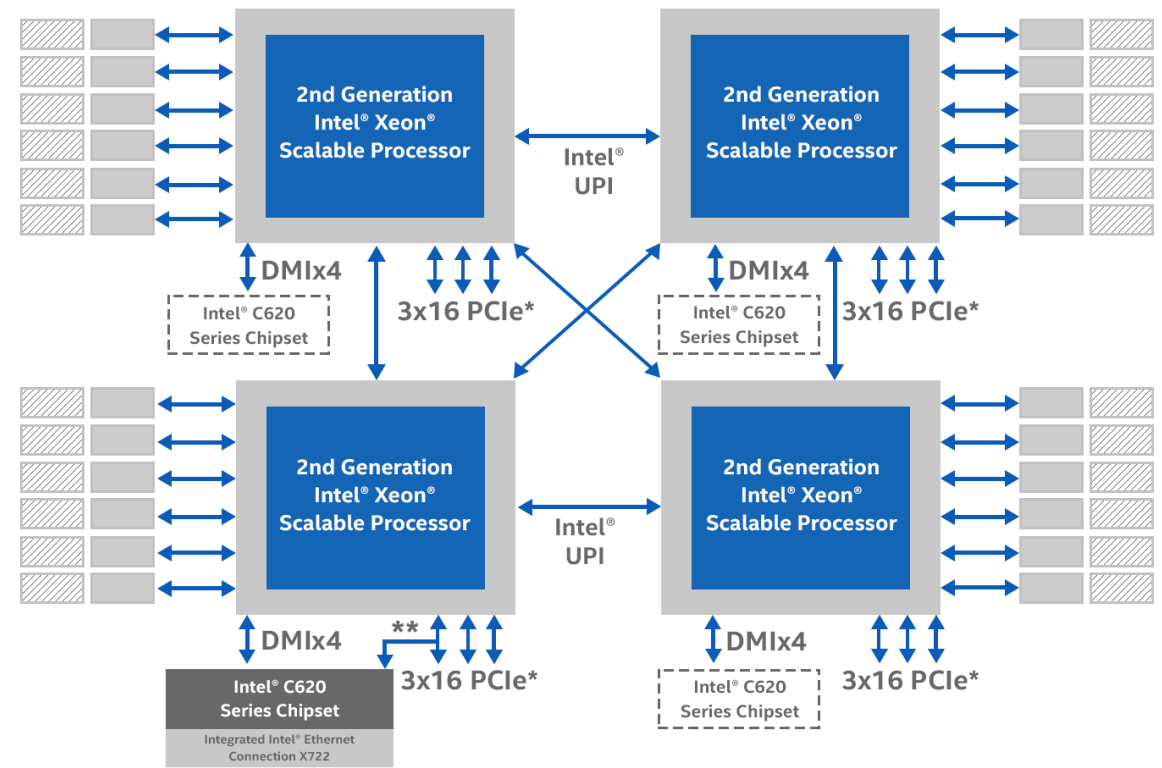 2nd Generation
Intel® Xeon®
Scalable Processor
2nd Generation
Intel® Xeon®
Scalable Processor
Intel®
UPI
DMIx4
3x16 PCIe*
Intel® C620
Series Chipset
DMIx4
3x16 PCIe*
Intel® C620
Series Chipset
2nd Generation
Intel® Xeon®
Scalable Processor
2nd Generation
Intel® Xeon®
Scalable Processor
Intel®
UPI
DMIx4
**
3x16 PCIe*
Intel® C620
Series Chipset
Integrated Intel® Ethernet
Connection X722
DMIx4
3x16 PCIe*
Intel® C620
Series Chipset